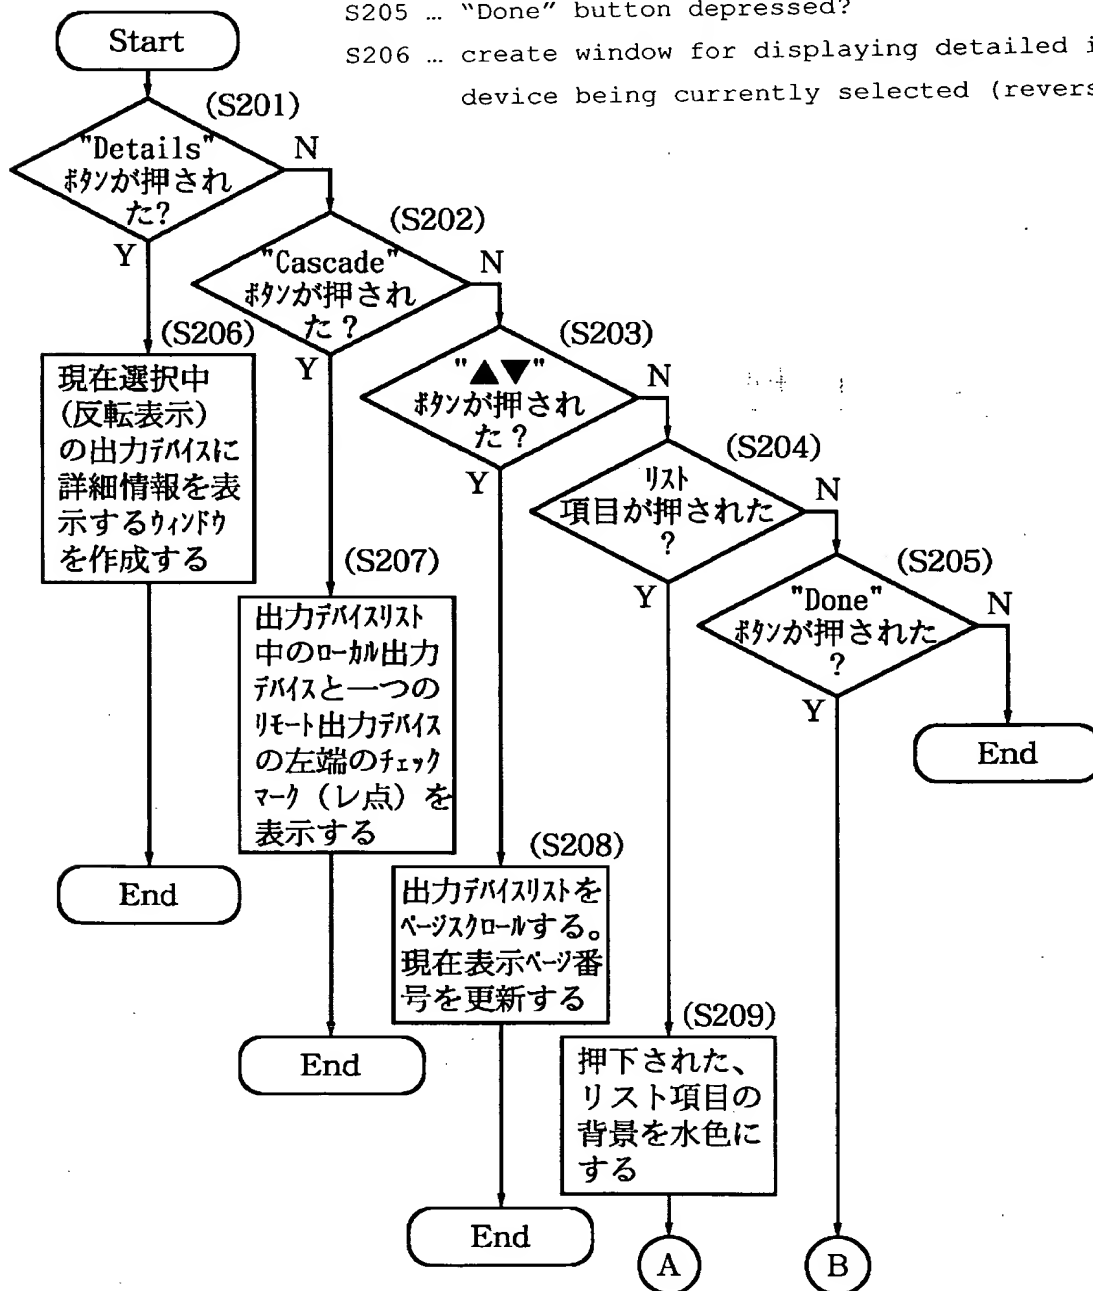 S205 … “Done” button depressed?
S206 … create window for displaying detailed
device being currently selected
Start
(S201)
"Details"
ボタンが押され
た?
N
Y
(S202)
"Cascade"
ボタンが押され
た？
N
Y
(S203)
"▲▼"
ボタンが押され
た？
N
Y
(S204)
リスト
項目が押された
？
N
Y
(S205)
"Done"
ボタンが押された
？
N
Y
End
(S206)
現在選択中
(反転表示)
の出力デバイスに
詳細情報を表
示するウィンドウ
を作成する
End
(S207)
出力デバイスリスト
中のローカル出力
デバイスと一つの
リモート出力デバイス
の左端のチェック
マーク（レ点）を
表示する
End
(S208)
出力デバイスリストを
ページスクロールする。
現在表示ページ番
号を更新する
End
(S209)
押下された、
リスト項目の
背景を水色に
する
A
B